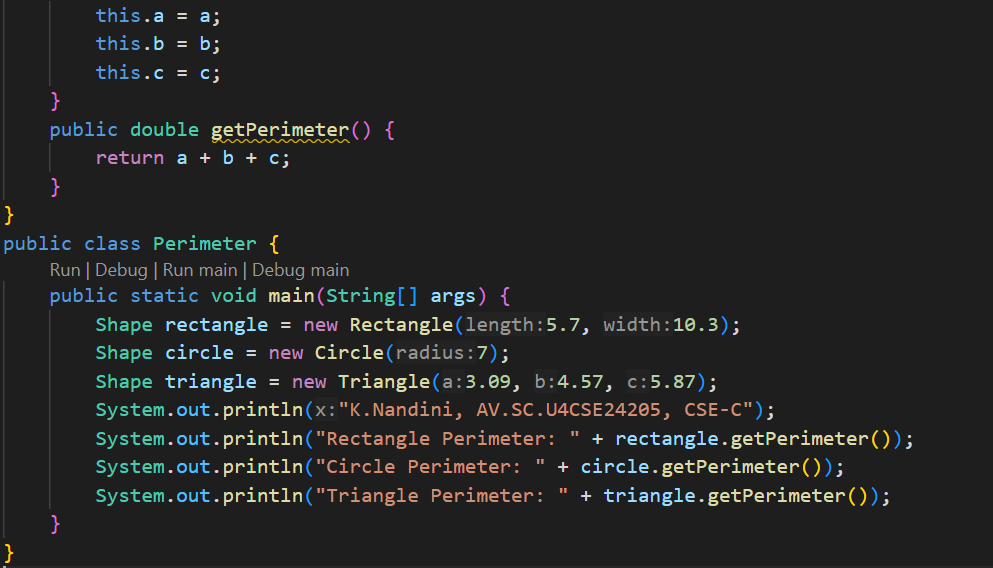 this.a = a;
this.b = b;
this.c = c;
}
public double getPerimeter() {
return a + b + c;
}
}
public class Perimeter {
Run | Debug | Run main | Debug main
public static void main(String[] args) {
Shape rectangle = new Rectangle(length:5.7, width:10.3);
Shape circle = new Circle(radius:7);
Shape triangle = new Triangle(a:3.09, b:4.57, c:5.87);
System.out.println(x:"K.Nandini, AV.SC.U4CSE24205, CSE-C");
System.out.println("Rectangle Perimeter: " + rectangle.getPerimeter());
System.out.println("Circle Perimeter: " + circle.getPerimeter());
System.out.println("Triangle Perimeter: " + triangle.getPerimeter());
}
}